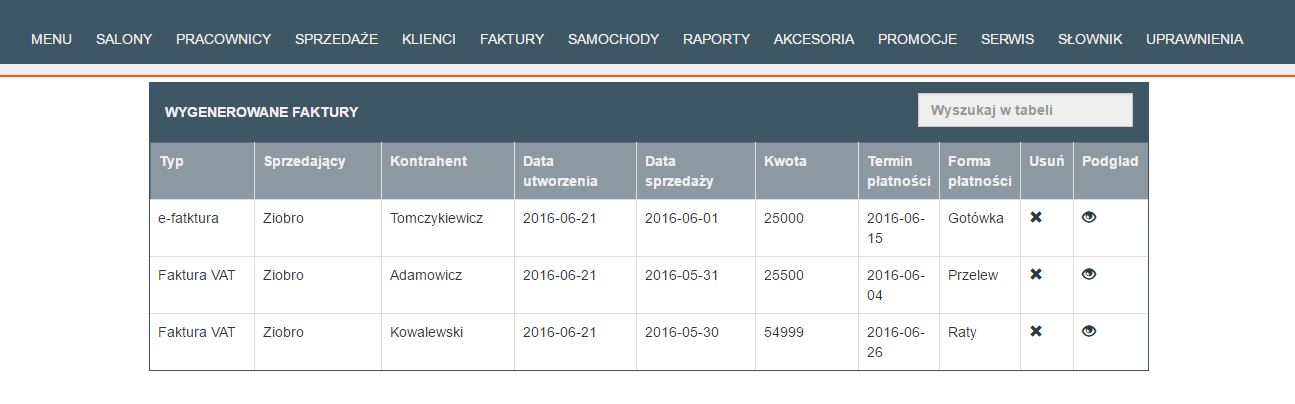 MENU SALONY PRACOWNICY SPRZEDAŻE KLIENCI FAKTURY SAMOCHODY RAPORTY AKCESORIA PROMOCJE SERWIS SŁOWNIK UPRAWNIENIA
WYGENEROWANE FAKTURY Wyszukaj w tabeli
Typ Sprzedający Kontrahent Data Data Kwota Termin Forma Usuń Podglad
utworzenia sprzedaży płatności płatności
e-fatktura Ziobro Tomczykiewicz 2016-06-21 2016-06-01 25000 2016-06- Gotówka
15
Faktura VAT Ziobro Adamowicz 2016-06-21 2016-05-31 25500 2016-06- Przelew
04
Faktura VAT Ziobro Kowalewski 2016-06-21 2016-05-30 54999 2016-06- Raty
26